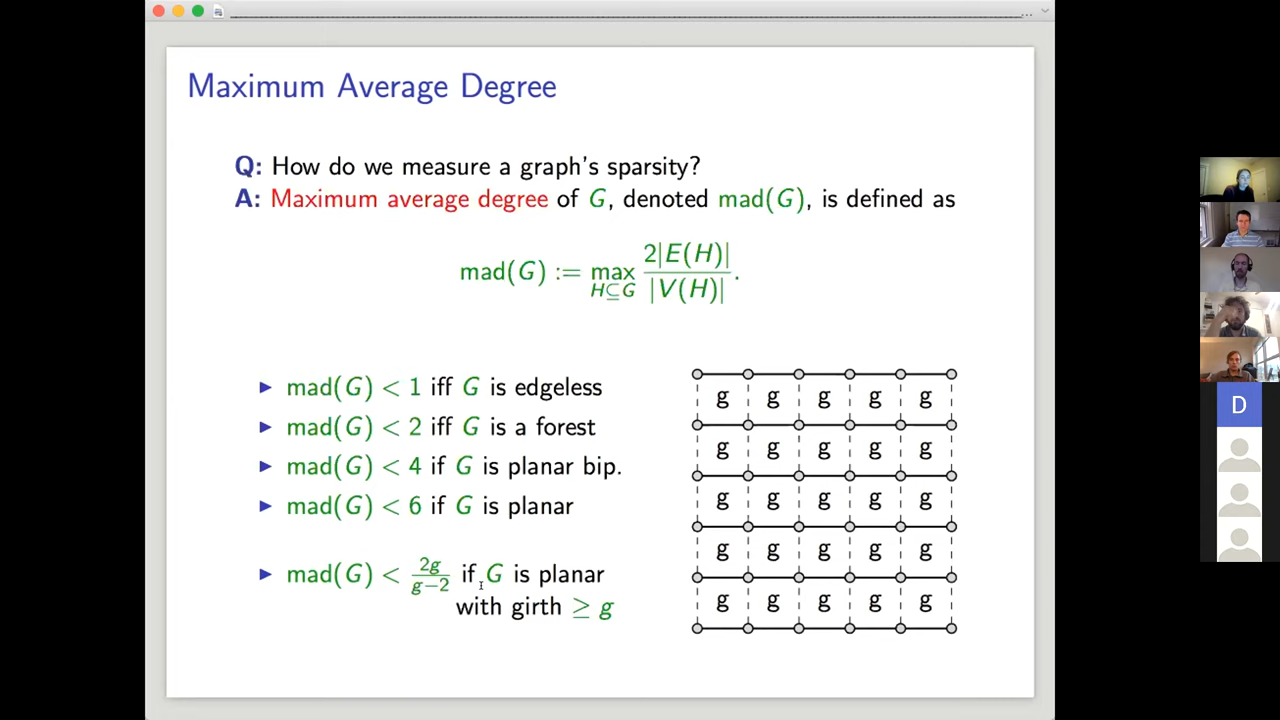 Maximum Average Degree
Q: How do we measure a graph's sparsity?
A: Maximum average degree of G, denoted mad(G), is defined as
mad(G) := max_{H⊆G} 2|E(H)| / |V(H)|.
▶ mad(G) < 1 iff G is edgeless
▶ mad(G) < 2 iff G is a forest
▶ mad(G) < 4 if G is planar bip.
▶ mad(G) < 6 if G is planar
▶ mad(G) < 2g/(g−2) if G is planar
with girth ≥ g
g g g g g
g g g g g
g g g g g
g g g g g
g g g g g
D